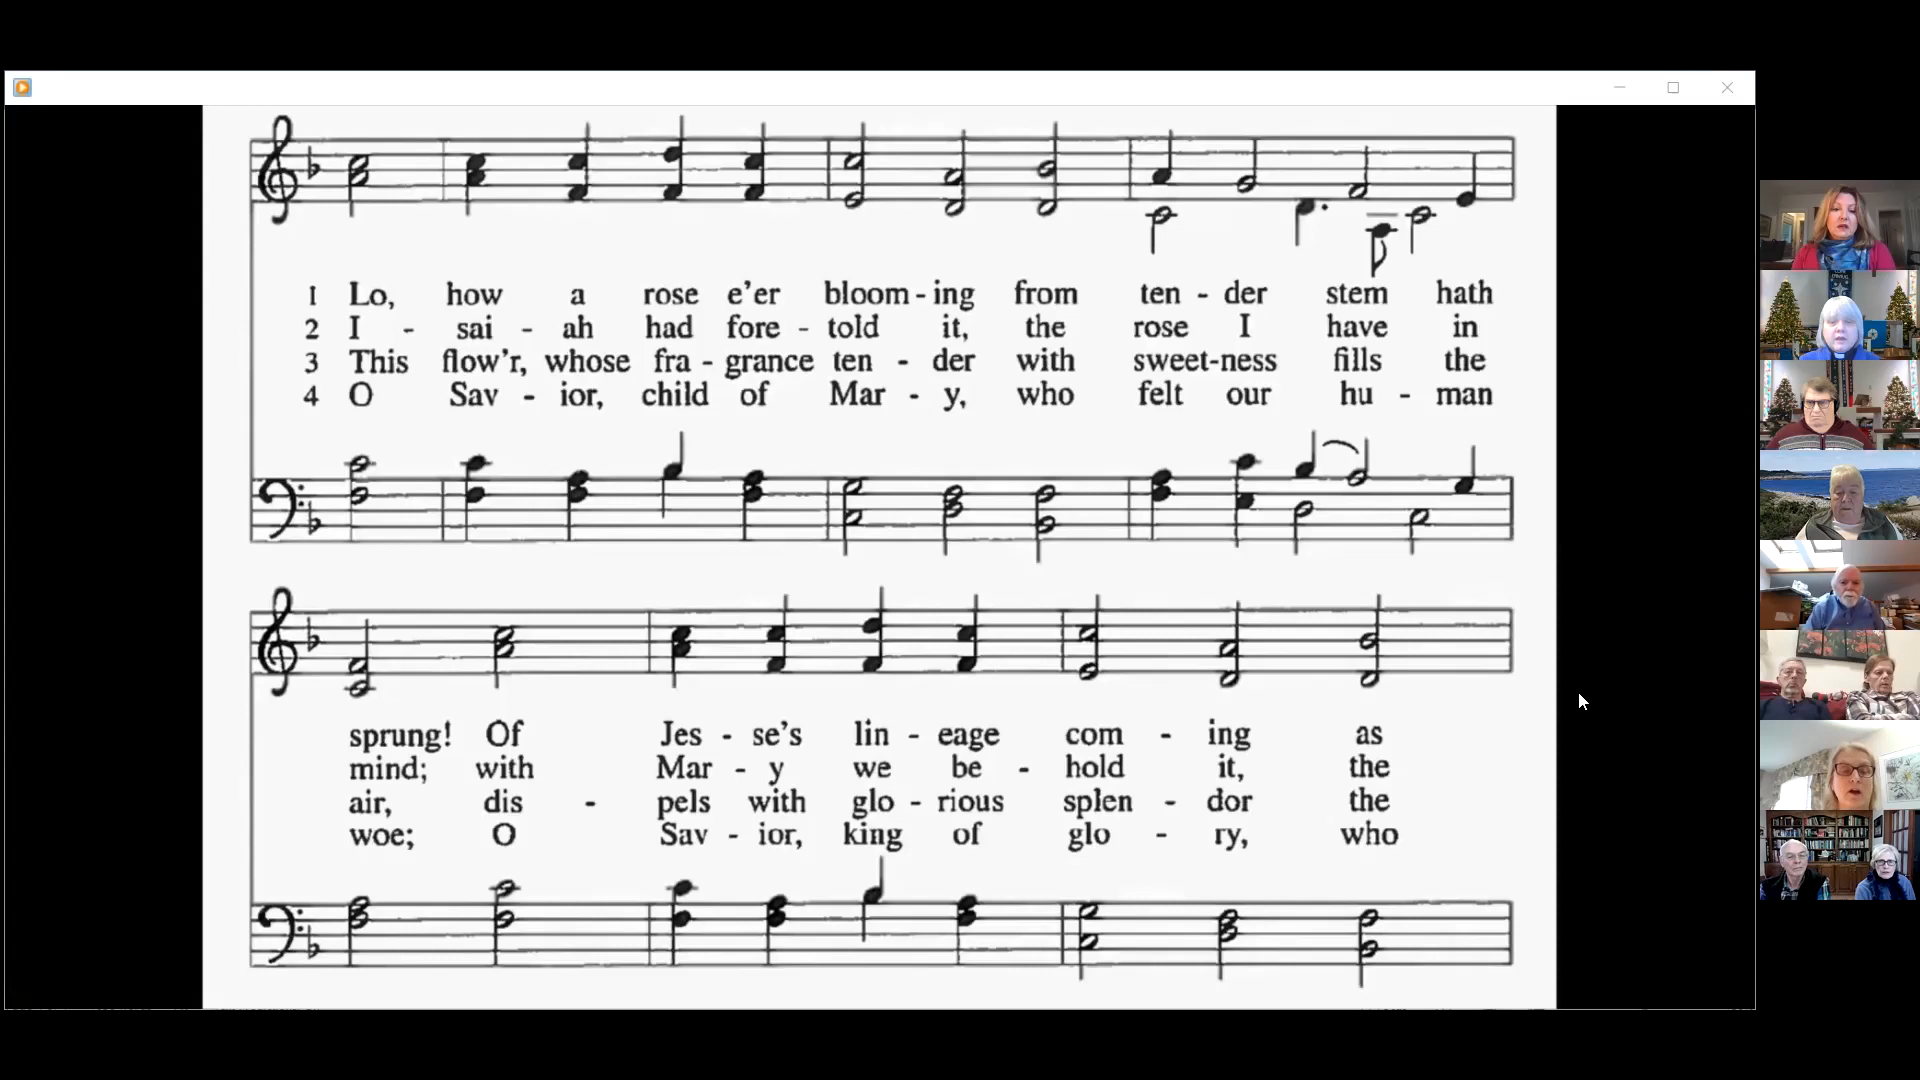 1 Lo, how a rose e'er bloom - ing from ten - der stem hath
2 I - sai - ah had fore - told it, the rose I have in
3 This flow'r, whose fra - grance ten - der with sweet-ness fills the
4 O Sav - ior, child of Mar - y, who felt our hu - man
sprung! Of Jes - se's lin - eage com - ing as
mind; with Mar - y we be - hold it, the
air, dis - pels with glo - rious splen - dor the
woe; O Sav - ior, king of glo - ry, who